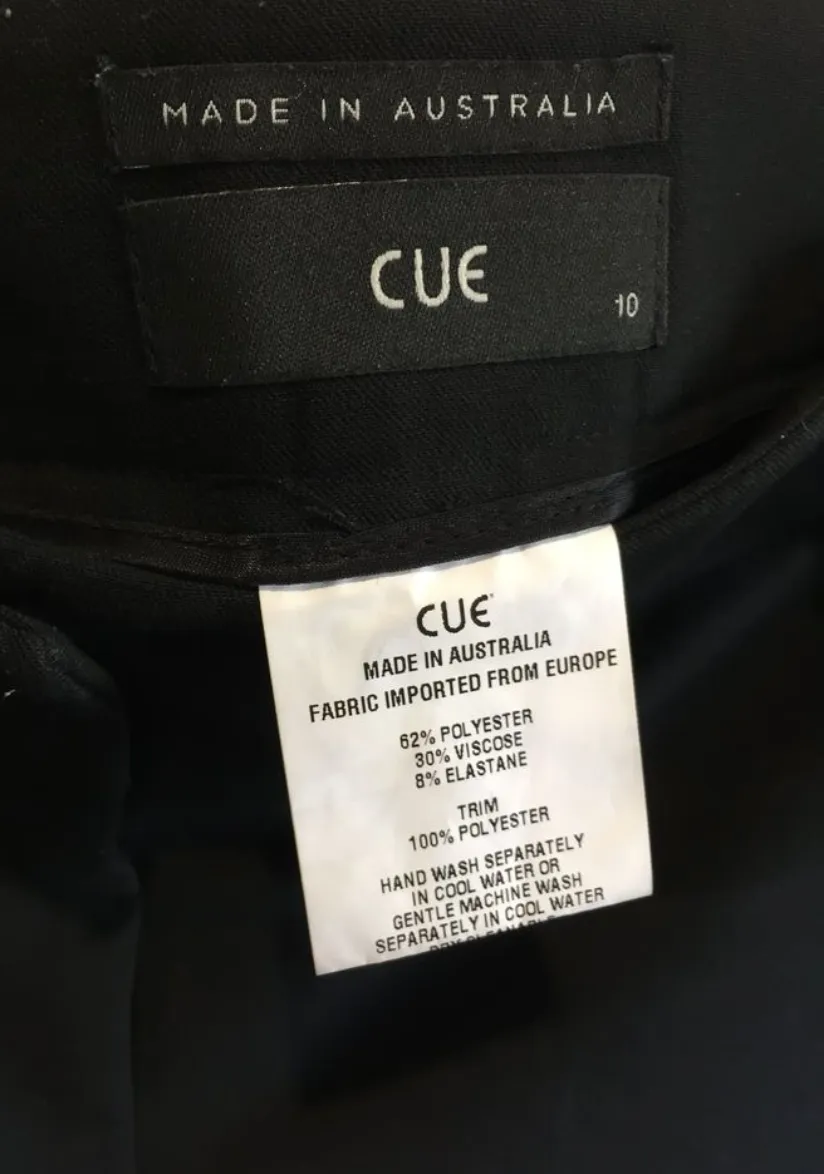 MADE IN AUSTRALIA
CUE
10
CUE
MADE IN AUSTRALIA
FABRIC IMPORTED FROM EUROPE
62% POLYESTER
30% VISCOSE
8% ELASTANE
TRIM
100% POLYESTER
HAND WASH SEPARATELY
IN COOL WATER OR
GENTLE MACHINE WASH
SEPARATELY IN COOL WATER